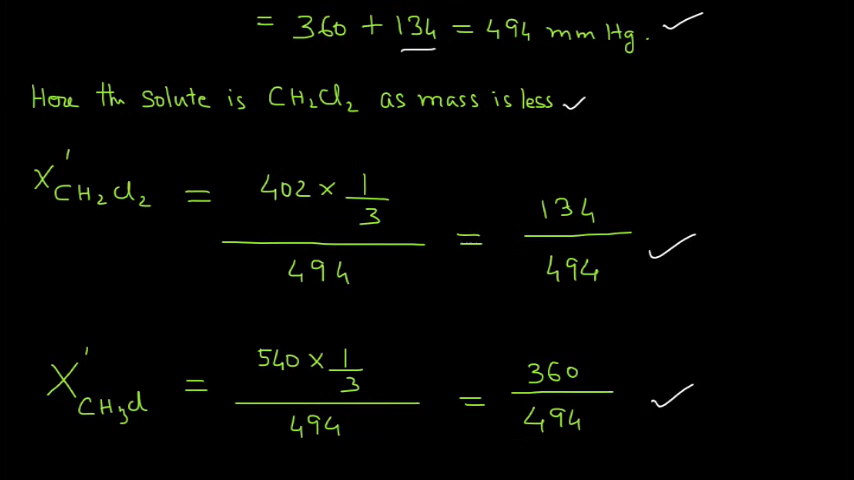 = 360 + 134 = 494 mm Hg.
Here the solute is CH₂Cl₂ as mass is less
X'CH₂Cl₂ = 402 × 1/3 / 494 = 134 / 494
X'CH₃Cl = 540 × 1/3 / 494 = 360 / 494